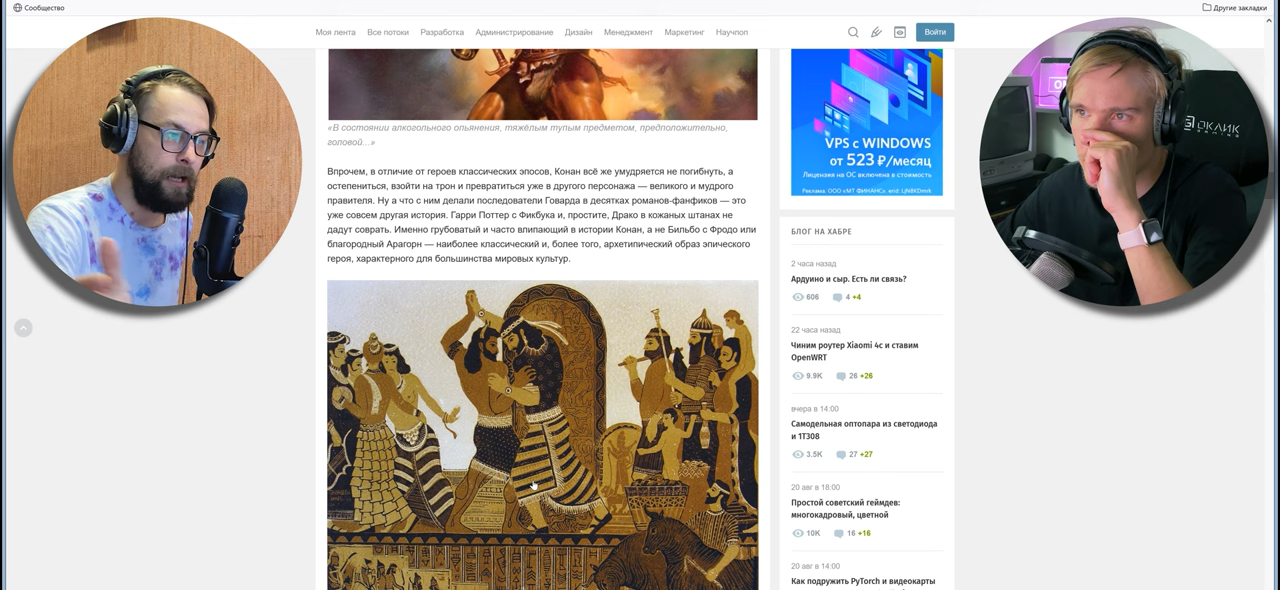 Сообщество
Другие закладки
Моя лента Все потоки Разработка Администрирование Дизайн Менеджмент Маркетинг Научпоп
Войти
«В состоянии алкогольного опьянения, тяжёлым тупым предметом, предположительно,
головой...»
Впрочем, в отличие от героев классических эпосов, Конан всё же умудряется не погибнуть, а
остепениться, взойти на трон и превратиться уже в другого персонажа — великого и мудрого
правителя. Ну а что с ним делали последователи Говарда в десятках романов-фанфиков — это
уже совсем другая история. Гарри Поттер с Фикбука и, простите, Драко в кожаных штанах не
дадут соврать. Именно грубоватый и часто влипающий в истории Конан, а не Бильбо с Фродо или
благородный Арагорн — наиболее классический и, более того, архетипический образ эпического
героя, характерного для большинства мировых культур.
VPS с WINDOWS
от 523 ₽/месяц
Лицензия на ОС включена в стоимость
Реклама ООО «МТ ФИНАНС»
БЛОГ НА ХАБРЕ
2 часа назад
Ардуино и сыр. Есть ли связь?
606 4 +4
22 часа назад
Чиним роутер Xiaomi 4c и ставим
OpenWRT
9.9K 26 +26
вчера в 14:00
Самодельная оптопара из светодиода
и 1Т308
3.5K 27 +27
20 авг в 18:00
Простой советский геймдев:
многокадровый, цветной
10K 16 +16
20 авг в 14:00
Как подружить PyTorch и видеокарты
ОКЛИК
GAMING